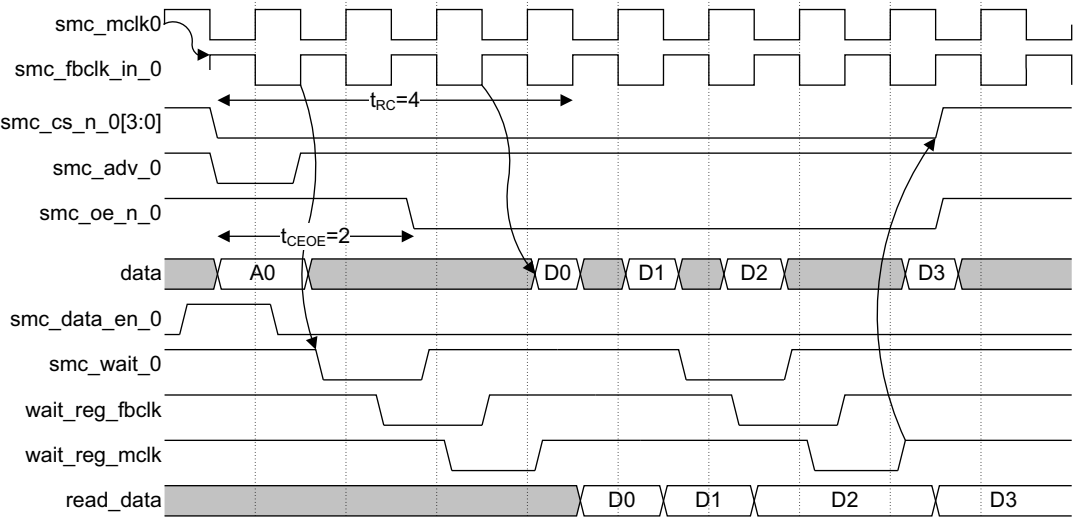 smc_mclk0
smc_fbclk_in_0
tRC=4
smc_cs_n_0[3:0]
smc_adv_0
smc_oe_n_0
tCEOE=2
data A0 D0 D1 D2 D3
smc_data_en_0
smc_wait_0
wait_reg_fbclk
wait_reg_mclk
read_data D0 D1 D2 D3